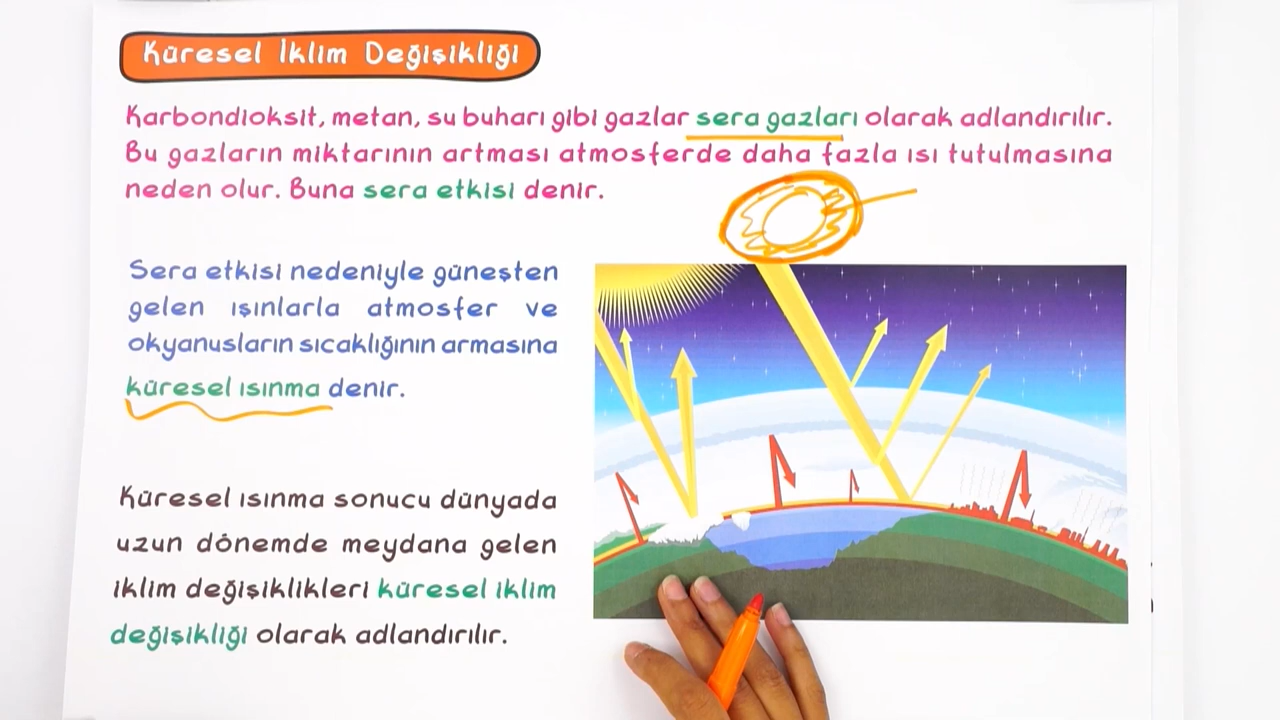 Küresel İklim Değişikliği
Karbondioksit, metan, su buharı gibi gazlar sera gazları olarak adlandırılır.
Bu gazların miktarının artması atmosferde daha fazla ısı tutulmasına
neden olur. Buna sera etkisi denir.
Sera etkisi nedeniyle güneşten
gelen ışınlarla atmosfer ve
okyanusların sıcaklığının armasına
küresel ısınma denir.
Küresel ısınma sonucu dünyada
uzun dönemde meydana gelen
iklim değişiklikleri küresel iklim
değişikliği olarak adlandırılır.